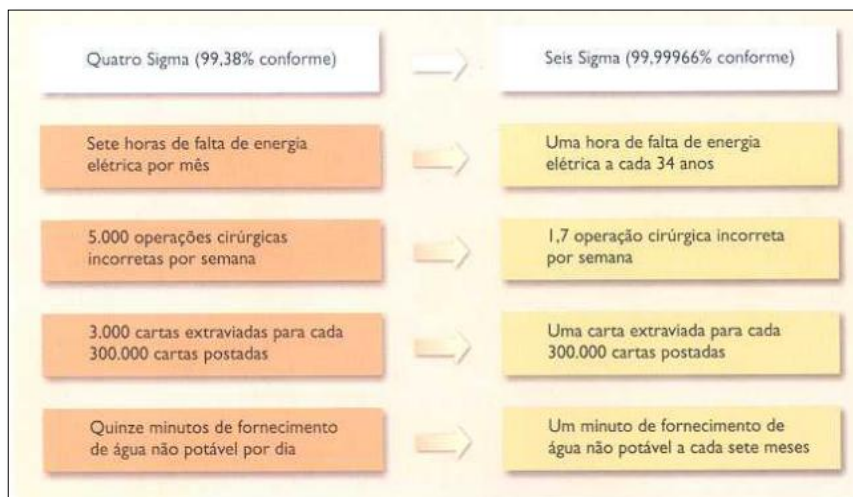 Quatro Sigma (99,38% conforme)
Seis Sigma (99,99966% conforme)
Sete horas de falta de energia
elétrica por mês
Uma hora de falta de energia
elétrica a cada 34 anos
5.000 operações cirúrgicas
incorretas por semana
1,7 operação cirúrgica incorreta
por semana
3.000 cartas extraviadas para cada
300.000 cartas postadas
Uma carta extraviada para cada
300.000 cartas postadas
Quinze minutos de fornecimento
de água não potável por dia
Um minuto de fornecimento de
água não potável a cada sete meses